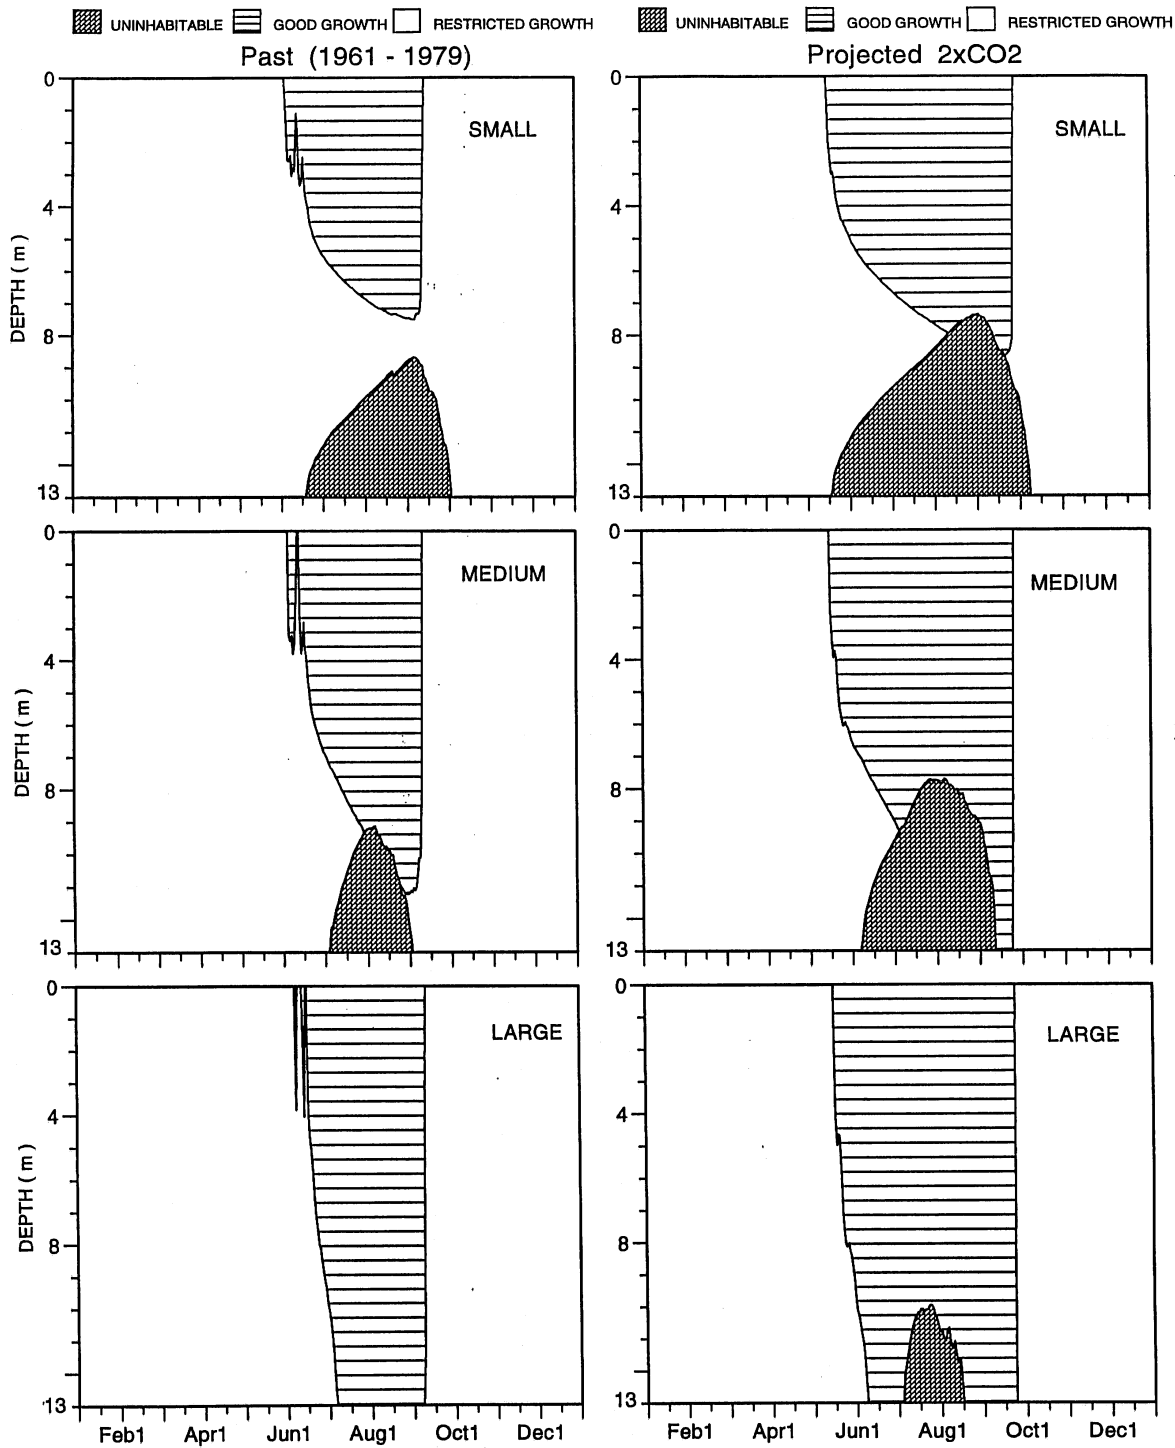 UNINHABITABLE GOOD GROWTH RESTRICTED GROWTH
Past (1961 - 1979)
0
SMALL
4
8
13
DEPTH ( m )
0
MEDIUM
4
8
13
DEPTH ( m )
0
LARGE
4
8
13
DEPTH ( m )
Feb1 Apr1 Jun1 Aug1 Oct1 Dec1
UNINHABITABLE GOOD GROWTH RESTRICTED GROWTH
Projected 2xCO2
0
SMALL
4
8
13
0
MEDIUM
4
8
13
0
LARGE
4
8
13
Feb1 Apr1 Jun1 Aug1 Oct1 Dec1